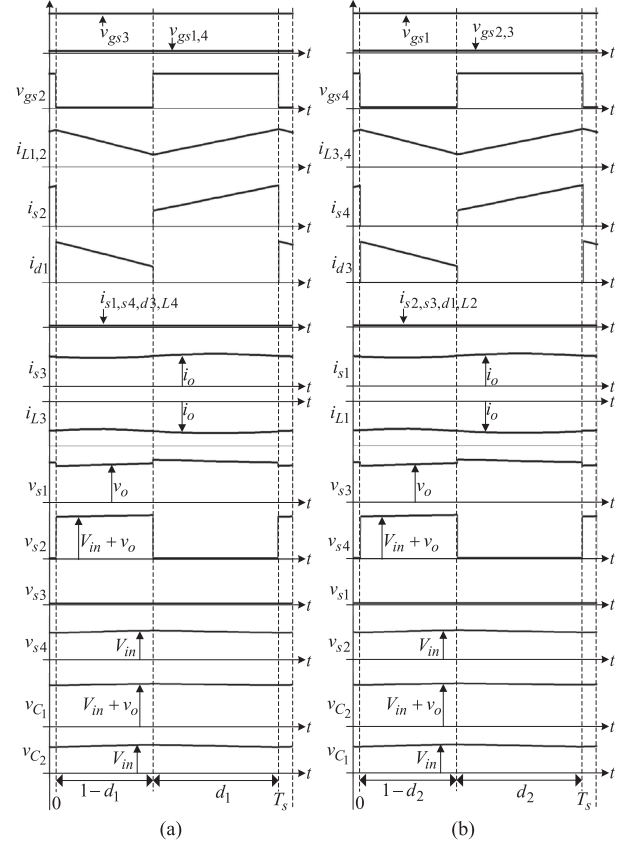 v_gs3
v_gs1,4
t
v_gs2
t
i_L1,2
t
i_s2
t
i_d1
t
i_s1,s4,d3,L4
t
i_s3
i_o
t
t
i_L3
i_o
v_s1
v_o
t
v_s2
V_in + v_o
t
v_s3
t
v_s4
V_in
t
v_C1
V_in + v_o
t
v_C2
V_in
t
0
1−d_1
d_1
T_s
(a)
v_gs1
v_gs2,3
t
v_gs4
t
i_L3,4
t
i_s4
t
i_d3
t
i_s2,s3,d1,L2
t
i_s1
i_o
t
t
i_L1
i_o
v_s3
v_o
t
v_s4
V_in + v_o
t
v_s1
t
v_s2
V_in
t
v_C2
V_in + v_o
t
v_C1
V_in
t
0
1−d_2
d_2
T_s
(b)